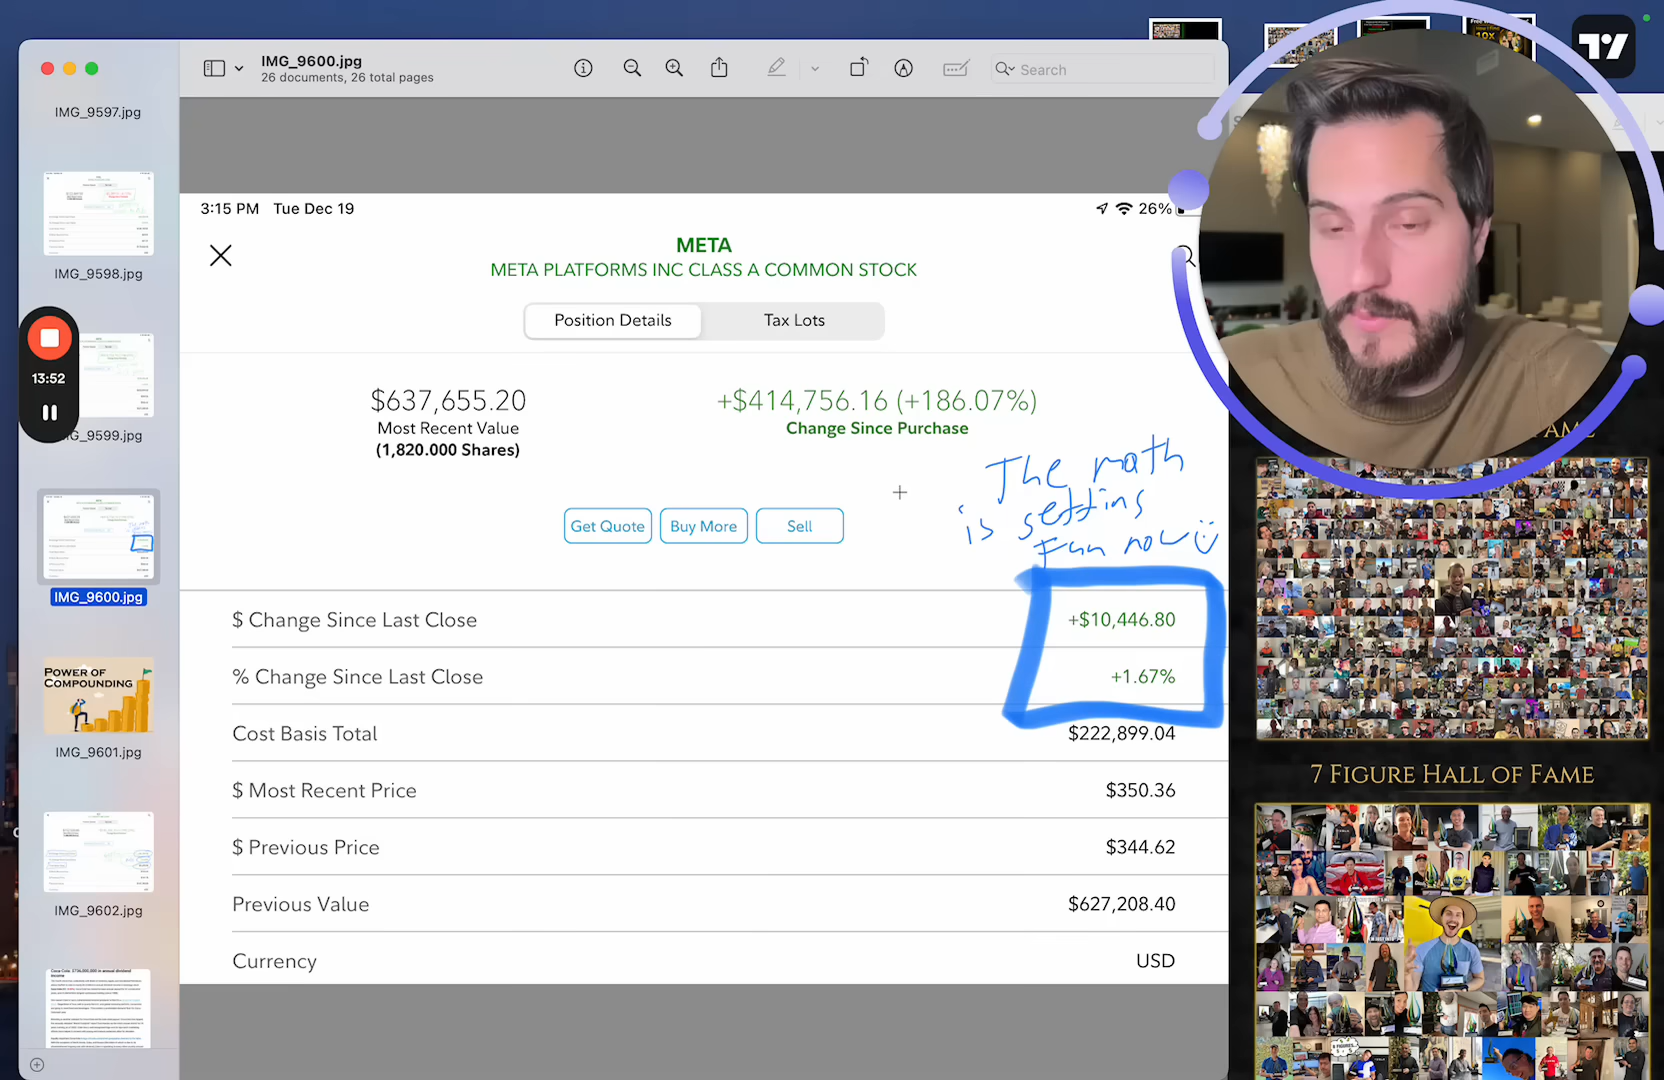 IMG_9600.jpg
26 documents, 26 total pages
Search
IMG_9597.jpg
IMG_9598.jpg
13:52
G_9599.jpg
IMG_9600.jpg
POWER OF
COMPOUNDING
IMG_9601.jpg
IMG_9602.jpg
3:15 PM Tue Dec 19
26%
META
META PLATFORMS INC CLASS A COMMON STOCK
Position Details
Tax Lots
$637,655.20
Most Recent Value
(1,820.000 Shares)
+$414,756.16 (+186.07%)
Change Since Purchase
The math
is getting
fun now
Get Quote
Buy More
Sell
$ Change Since Last Close +$10,446.80
% Change Since Last Close +1.67%
Cost Basis Total $222,899.04
$ Most Recent Price $350.36
$ Previous Price $344.62
Previous Value $627,208.40
Currency USD
7 FIGURE HALL OF FAME